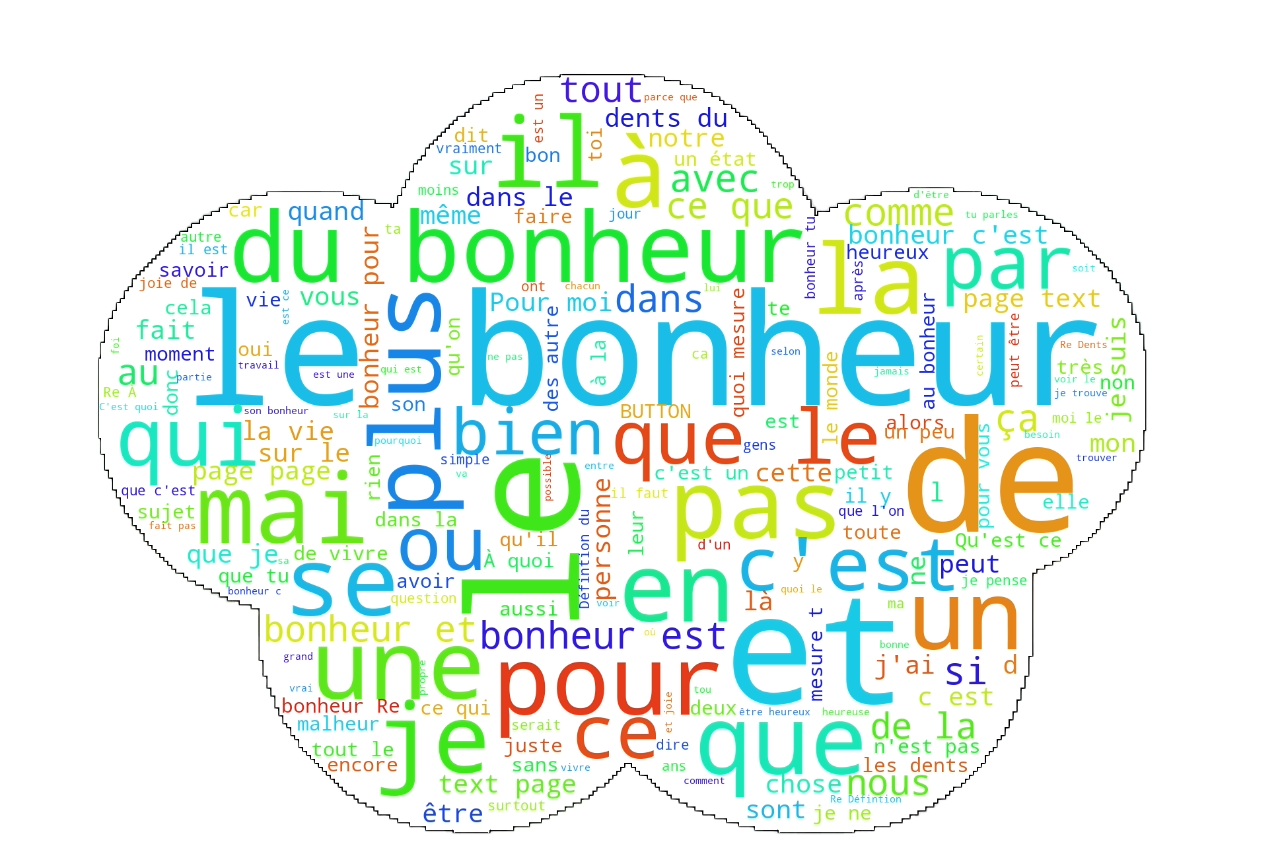 tout
parce que
est un
dents du
dit
il
toi
à
notre
vraiment
bon
un état
sur
avec
trop
moins
dans le
ce que
d'être
car
quand
même
faire
jour
comme
tu parles
ta
du bonheur
bonheur pour
bonheur tu
la
bonheur c'est
autre
il est
heureux
par
savoir
après
soit
joie de
ont
chacun
lui
vie
est ce
vous
plus
Pour moi
dans
page text
cela
le bonheur
des autre
quoi mesure
te
au bonheur
peut être
fait
qu'on
certain
Re Dents
je suis
foi
moment
oui
ne pas
à la
ca
selon
le monde
travail
très
au
donc
partie
est une
qui est
jamais
voir le
non
Re À
je trouve
C'est quoi
son bonheur
sur la
son
BUTTON
ça
moi le
qui
la vie
bien
que le
est
alors
de
un peu
pourquoi
gens
besoin
mon
sur le
simple
pour vous
trouver
page page
rien
va
le
possible
entre
c'est un
cette
petit
que c'est
mai
personne
il faut
pas
il y
l
elle
sujet
dans la
Défintion du
leur
que l'on
fait pas
ou
qu'il
d'un
toute
Qu'est ce
que je
sa
de vivre
À quoi
c'est
y
ne
peut
que tu
se
avoir
en
quoi le
je pense
bonheur c
question
aussi
voir
là
ma
un
bonheur et
bonheur est
où
et
mesure t
bonne
grand
une
propre
pour
j'ai
si
d
vrai
tou
c est
bonheur Re
ce qui
et joie
deux
être heureux
heureuse
malheur
je
serait
ce
que
de la
tout le
juste
dire
n'est pas
encore
sans
vivre
ans
les dents
text page
comment
chose
nous
être
surtout
Re Défintion
sont
je ne